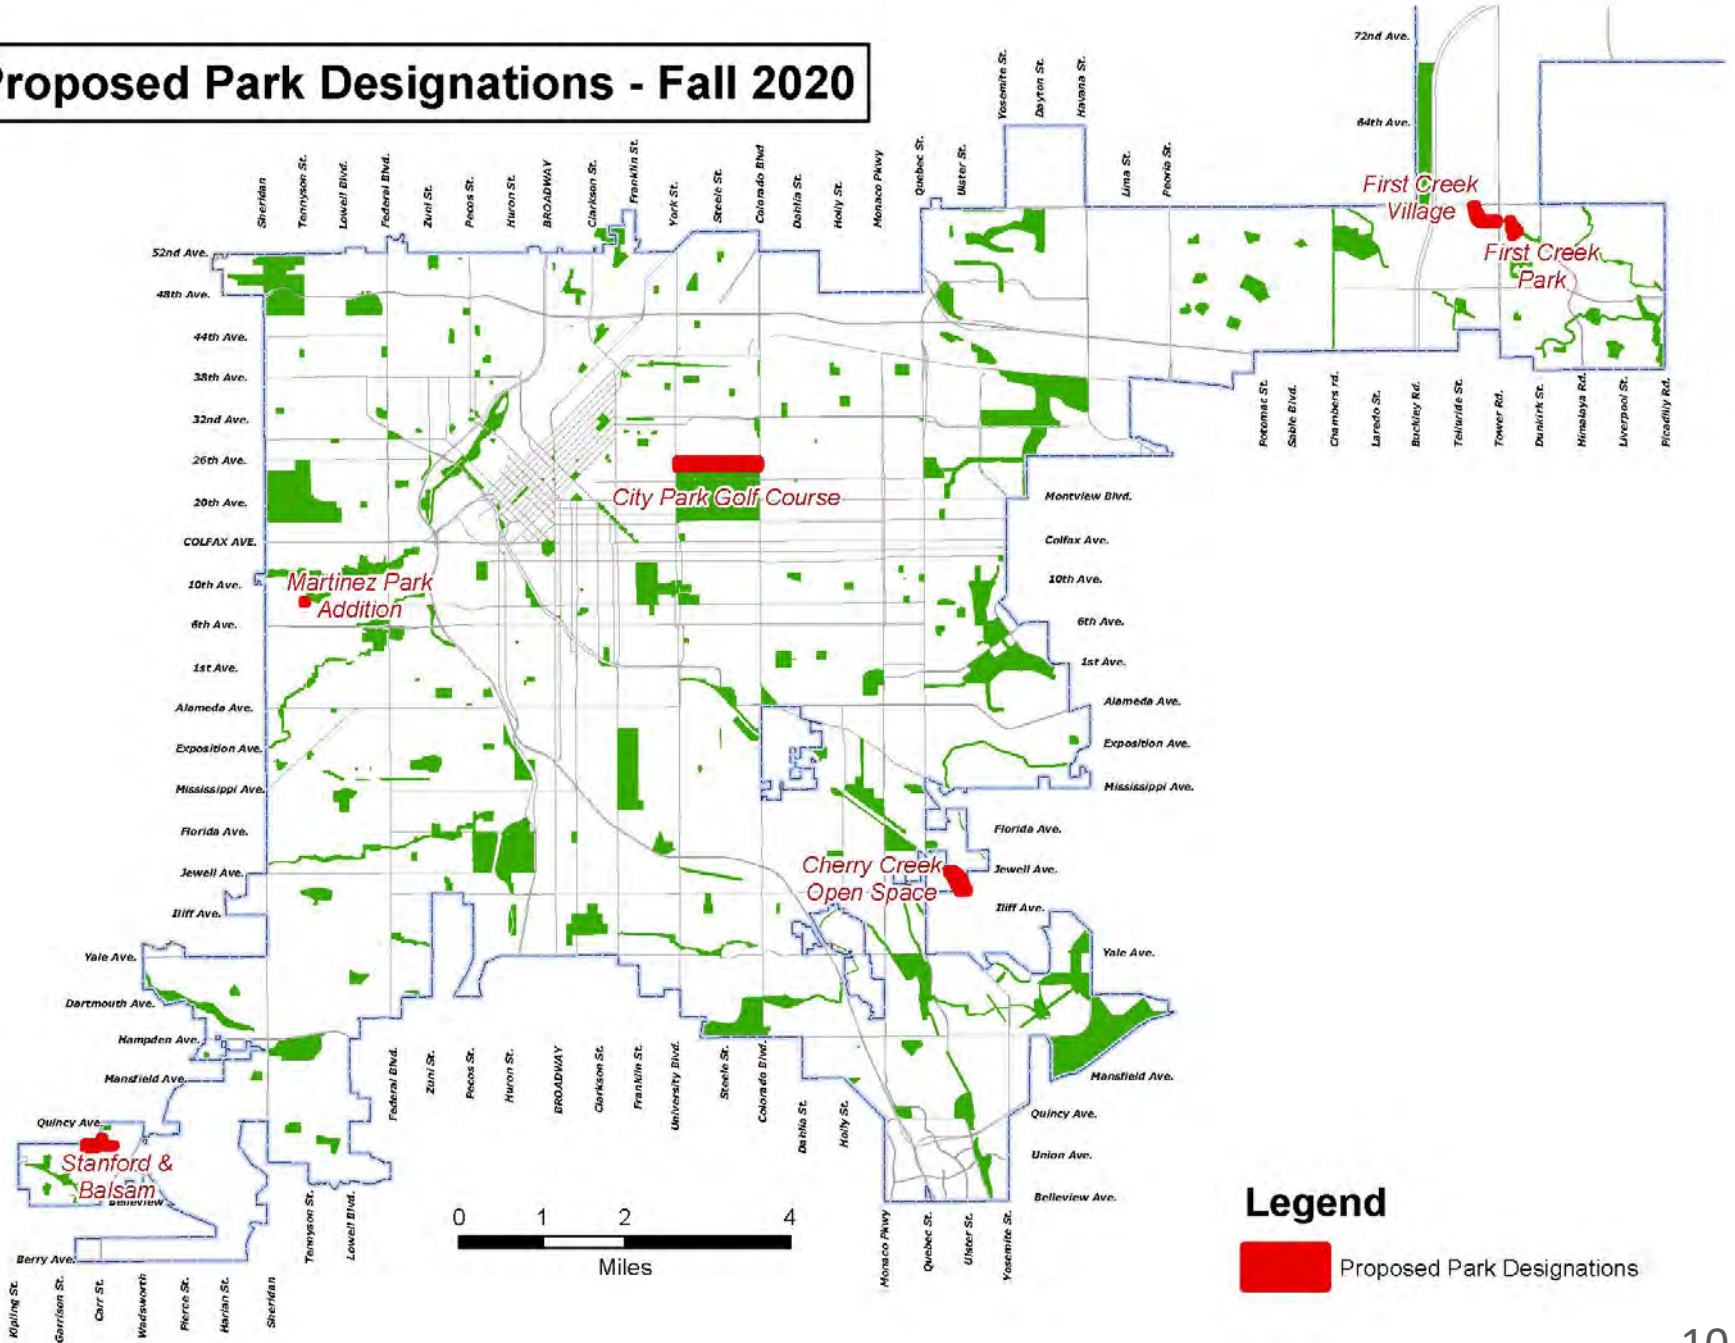 Proposed Park Designations - Fall 2020
72nd Ave.
64th Ave.
Yosemite St.
Dayton St.
Havana St.
Sheridan
Tennyson St.
Lowell Blvd.
Federal Blvd.
Zuni St.
Pecos St.
Huron St.
BROADWAY
Clarkson St.
Franklin St.
York St.
Steele St.
Colorado Blvd
Dahlia St.
Holly St.
Monaco Pkwy
Quebec St.
Ulster St.
Lima St.
Peoria St.
First Creek
Village
First Creek
Park
52nd Ave.
48th Ave.
44th Ave.
38th Ave.
32nd Ave.
26th Ave.
20th Ave.
COLFAX AVE.
10th Ave.
6th Ave.
1st Ave.
Alameda Ave.
Exposition Ave.
Mississippi Ave.
Florida Ave.
Jewell Ave.
Iliff Ave.
Yale Ave.
Dartmouth Ave.
Hampden Ave.
Mansfield Ave.
Quincy Ave.
Belleview
Berry Ave.
Potomac St.
Sable Blvd.
Chambers rd.
Laredo St.
Buckley Rd.
Telluride St.
Tower Rd.
Dunkirk St.
Himalaya Rd.
Liverpool St.
Picadilly Rd.
City Park Golf Course
Martinez Park
Addition
Cherry Creek
Open Space
Stanford &
Balsam
Montview Blvd.
Colfax Ave.
10th Ave.
6th Ave.
1st Ave.
Alameda Ave.
Exposition Ave.
Mississippi Ave.
Florida Ave.
Jewell Ave.
Iliff Ave.
Yale Ave.
Mansfield Ave.
Quincy Ave.
Union Ave.
Belleview Ave.
Federal Blvd.
Zuni St.
Pecos St.
Huron St.
BROADWAY
Clarkson St.
Franklin St.
University Blvd.
Steele St.
Colorado Blvd.
Dahlia St.
Holly St.
Monaco Pkwy
Quebec St.
Ulster St.
Yosemite St.
Tennyson St.
Lowell Blvd.
Kipling St.
Garrison St.
Carr St.
Wadsworth
Pierce St.
Harlan St.
Sheridan
0 1 2 4
Miles
Legend
Proposed Park Designations
10